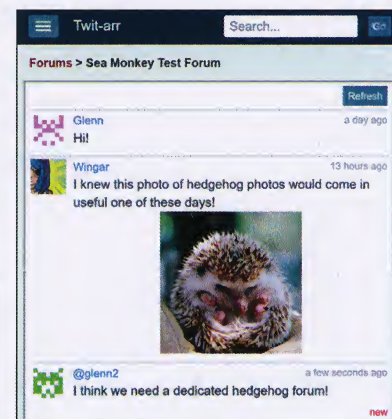 Twit-arr
Search...
Go
Forums > Sea Monkey Test Forum
Refresh
Glenn
a day ago
Hi!
Wingar
13 hours ago
I knew this photo of hedgehog photos would come in
useful one of these days!
@glenn2
a few seconds ago
I think we need a dedicated hedgehog forum!
new